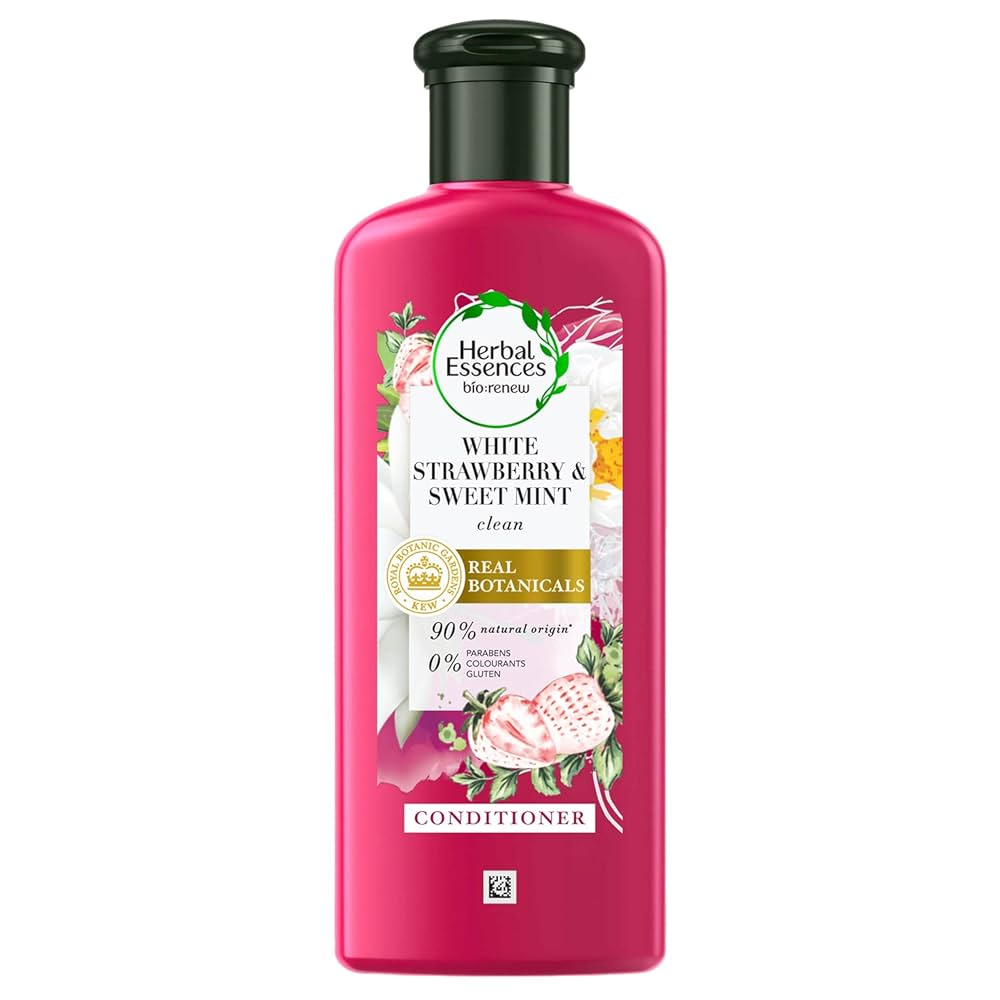 Herbal
Essences
bío:renew
WHITE
STRAWBERRY &
SWEET MINT
clean
ROYAL BOTANIC GARDENS
KEW
REAL
BOTANICALS
90% natural origin*
0% PARABENS
COLOURANTS
GLUTEN
CONDITIONER